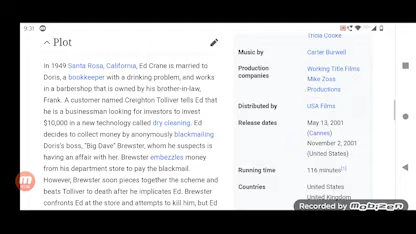 9:31
Plot
In 1949 Santa Rosa, California, Ed Crane is married to
Doris, a bookkeeper with a drinking problem, and works
in a barbershop that is owned by his brother-in-law,
Frank. A customer named Creighton Tolliver tells Ed that
he is a businessman looking for investors to invest
$10,000 in a new technology called dry cleaning. Ed
decides to collect money by anonymously blackmailing
Doris's boss, "Big Dave" Brewster, whom he suspects is
having an affair with her. Brewster embezzles money
from his department store to pay the blackmail.
However, Brewster soon pieces together the scheme and
beats Tolliver to death after he implicates Ed. Brewster
confronts Ed at the store and attempts to kill him, but Ed
Tricia Cooke
Music by Carter Burwell
Production Working Title Films
companies Mike Zoss
Productions
Distributed by USA Films
Release dates May 13, 2001
(Cannes)
November 2, 2001
(United States)
Running time 116 minutes[1]
Countries United States
United Kingdom
Recorded by mobizen